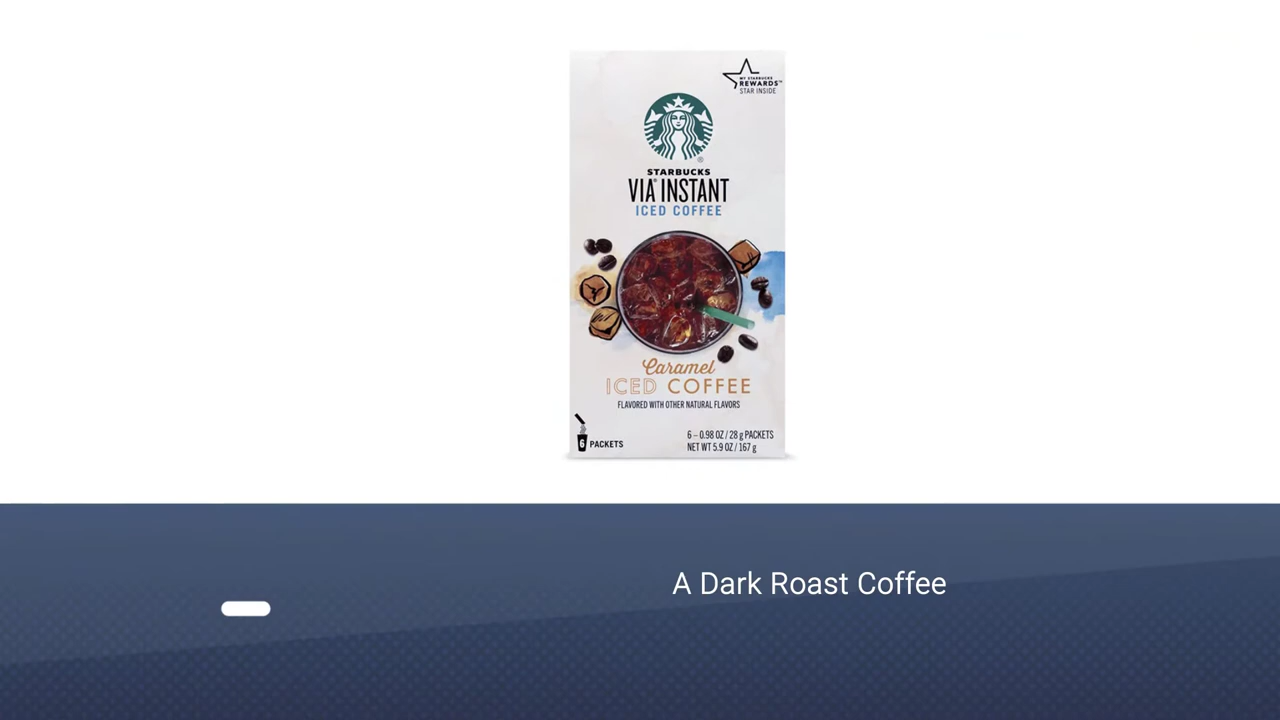 MY STARBUCKS
REWARDS™
STAR INSIDE
®
STARBUCKS
VIA® INSTANT
ICED COFFEE
Caramel
ICED COFFEE
FLAVORED WITH OTHER NATURAL FLAVORS
6 PACKETS
6 – 0.98 OZ / 28 g PACKETS
NET WT 5.9 OZ / 167 g
A Dark Roast Coffee